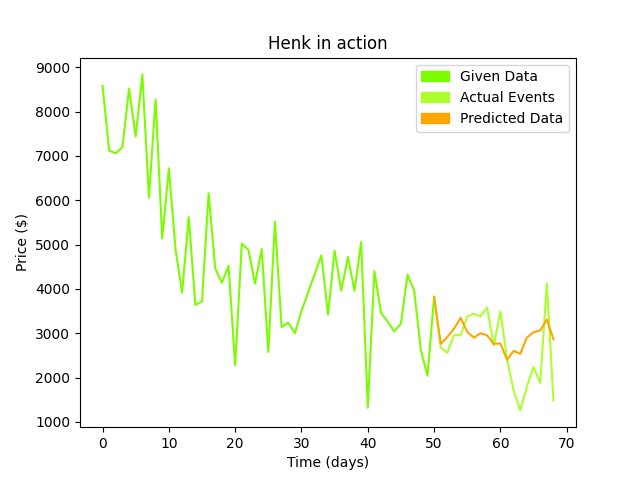 Henk in action
Given Data
Actual Events
Predicted Data
Price ($)
9000
8000
7000
6000
5000
4000
3000
2000
1000
0 10 20 30 40 50 60 70
Time (days)